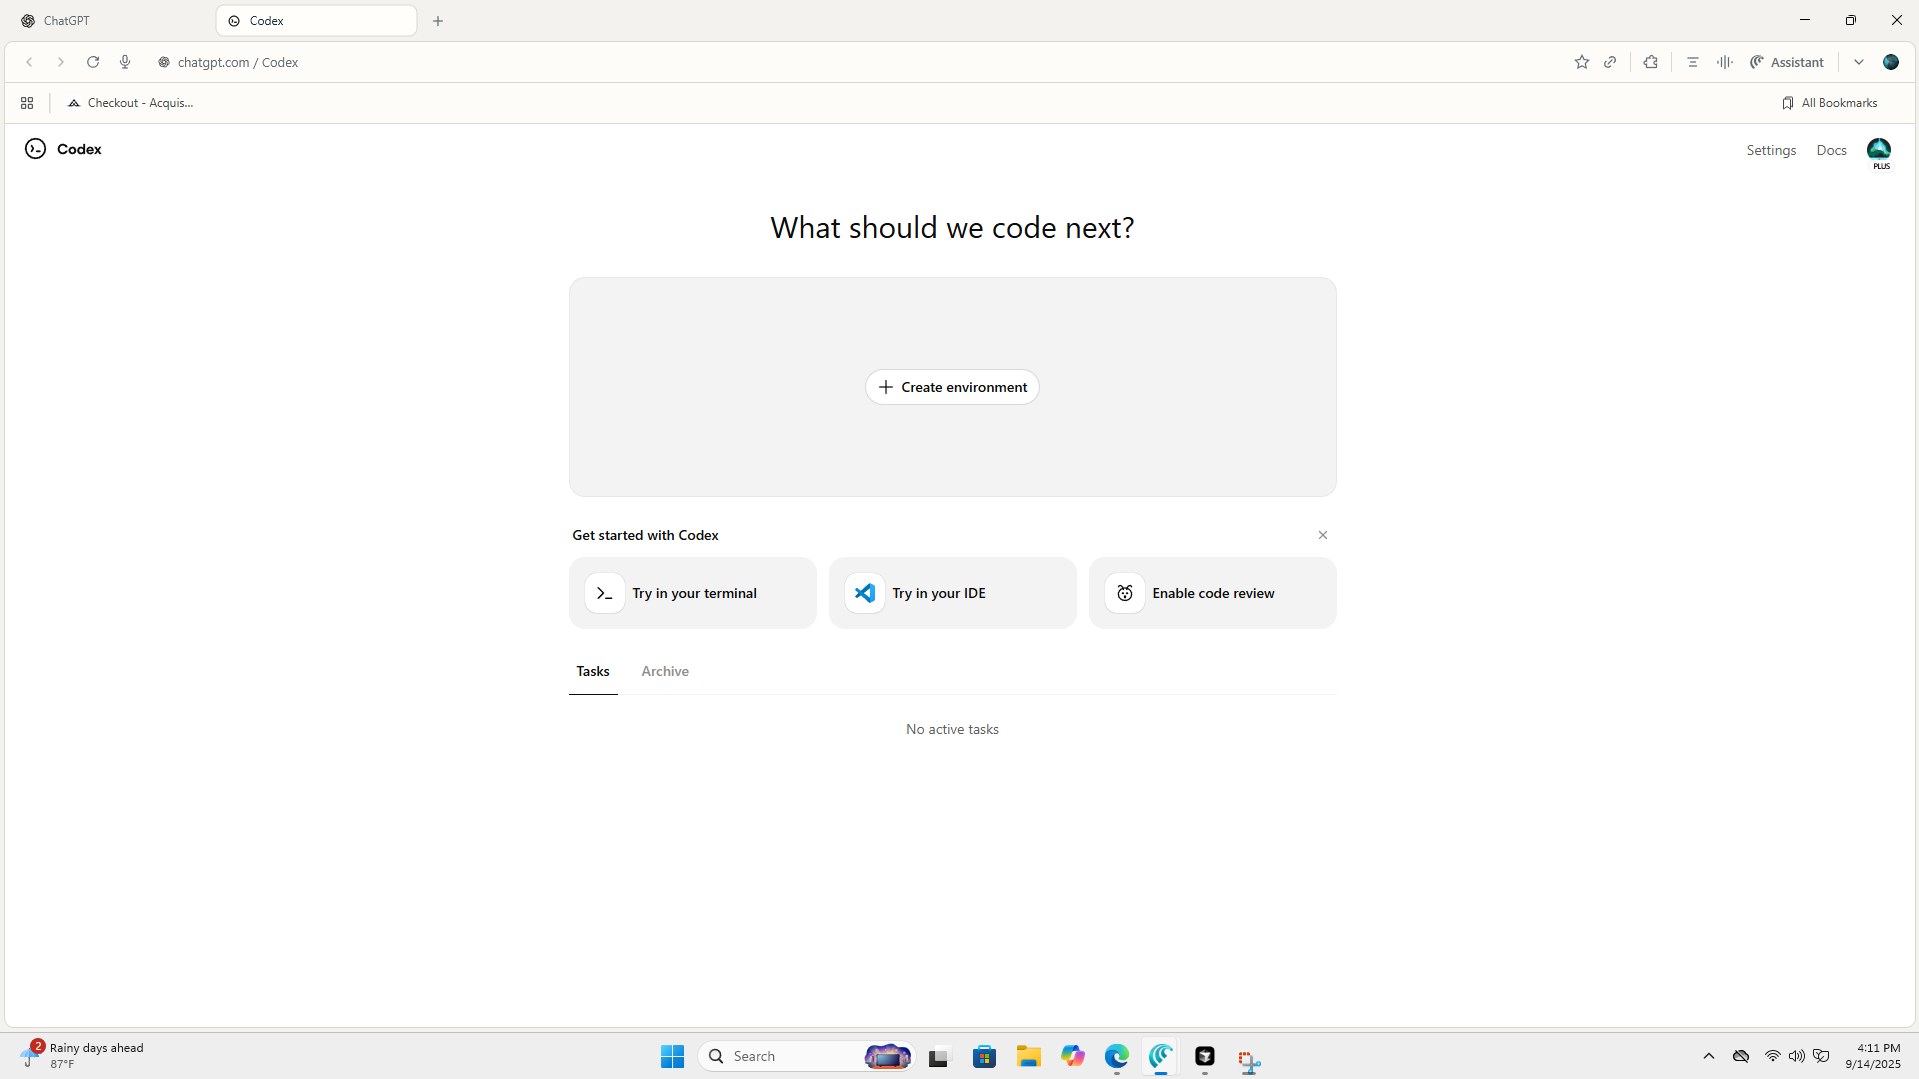 ChatGPT
Codex
chatgpt.com / Codex
Assistant
Checkout - Acquis...
All Bookmarks
Codex
Settings
Docs
PLUS
What should we code next?
Create environment
Get started with Codex
Try in your terminal
Try in your IDE
Enable code review
Tasks
Archive
No active tasks
2
Rainy days ahead
87°F
Search
4:11 PM
9/14/2025